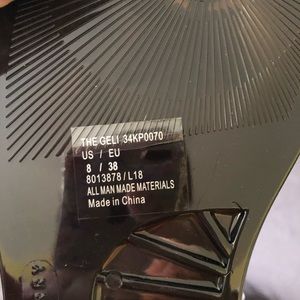 THE GELI 34KP0070
US / EU
8 / 38
8013878 / L18
ALL MAN MADE MATERIALS
Made in China